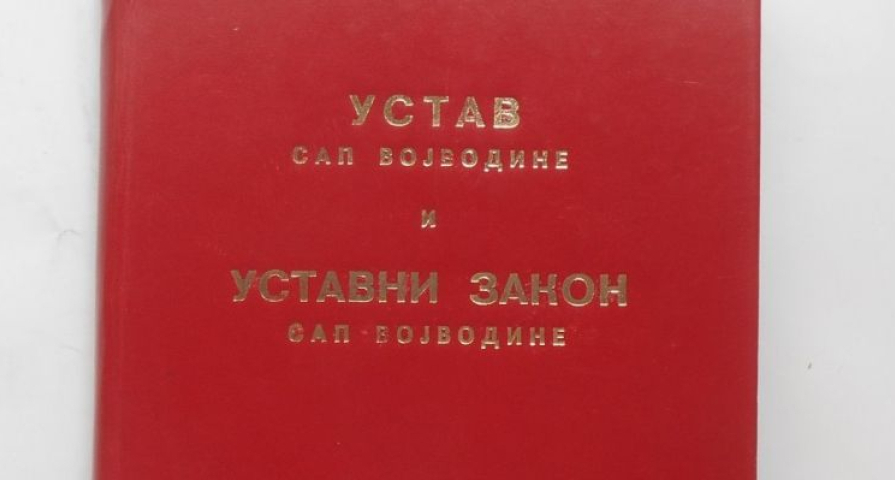 УСТАВ
САП ВОЈВОДИНЕ
И
УСТАВНИ ЗАКОН
САП ВОЈВОДИНЕ